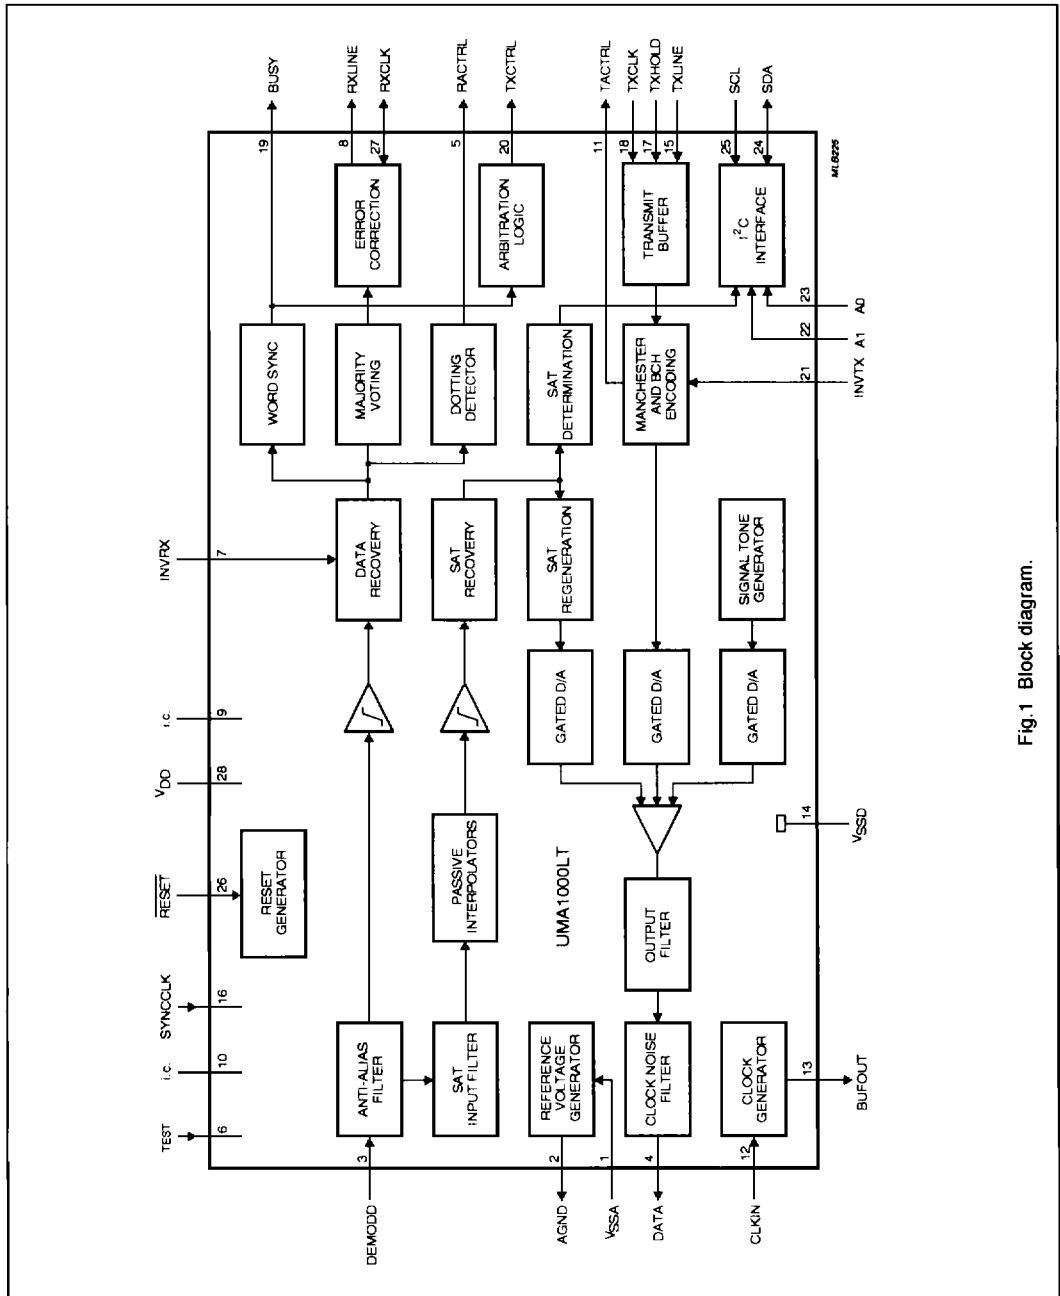 TEST
6
i.c.
10
SYNCCLK
16
RESET
26
VDD
28
i.c.
9
INVRX
7
RESET
GENERATOR
DEMODD
3
ANTI-ALIAS
FILTER
DATA
RECOVERY
WORD SYNC
19
BUSY
MAJORITY
VOTING
ERROR
CORRECTION
8
RXLINE
27
RXCLK
SAT
INPUT FILTER
PASSIVE
INTERPOLATORS
SAT
RECOVERY
DOTTING
DETECTOR
5
RACTRL
ARBITRATION
LOGIC
20
TXCTRL
AGND
2
VSSA
1
REFERENCE
VOLTAGE
GENERATOR
UMA1000LT
GATED D/A
SAT
REGENERATION
SAT
DETERMINATION
DATA
4
CLOCK NOISE
FILTER
OUTPUT
FILTER
GATED D/A
MANCHESTER
AND BCH
ENCODING
TRANSMIT
BUFFER
11
TACTRL
18
TXCLK
17
TXHOLD
15
TXLINE
CLKIN
12
CLOCK
GENERATOR
GATED D/A
SIGNAL TONE
GENERATOR
I²C
INTERFACE
25
SCL
24
SDA
13
BUFOUT
14
VSSD
21
INVTX
22
A1
23
A0
MLB225
Fig.1 Block diagram.